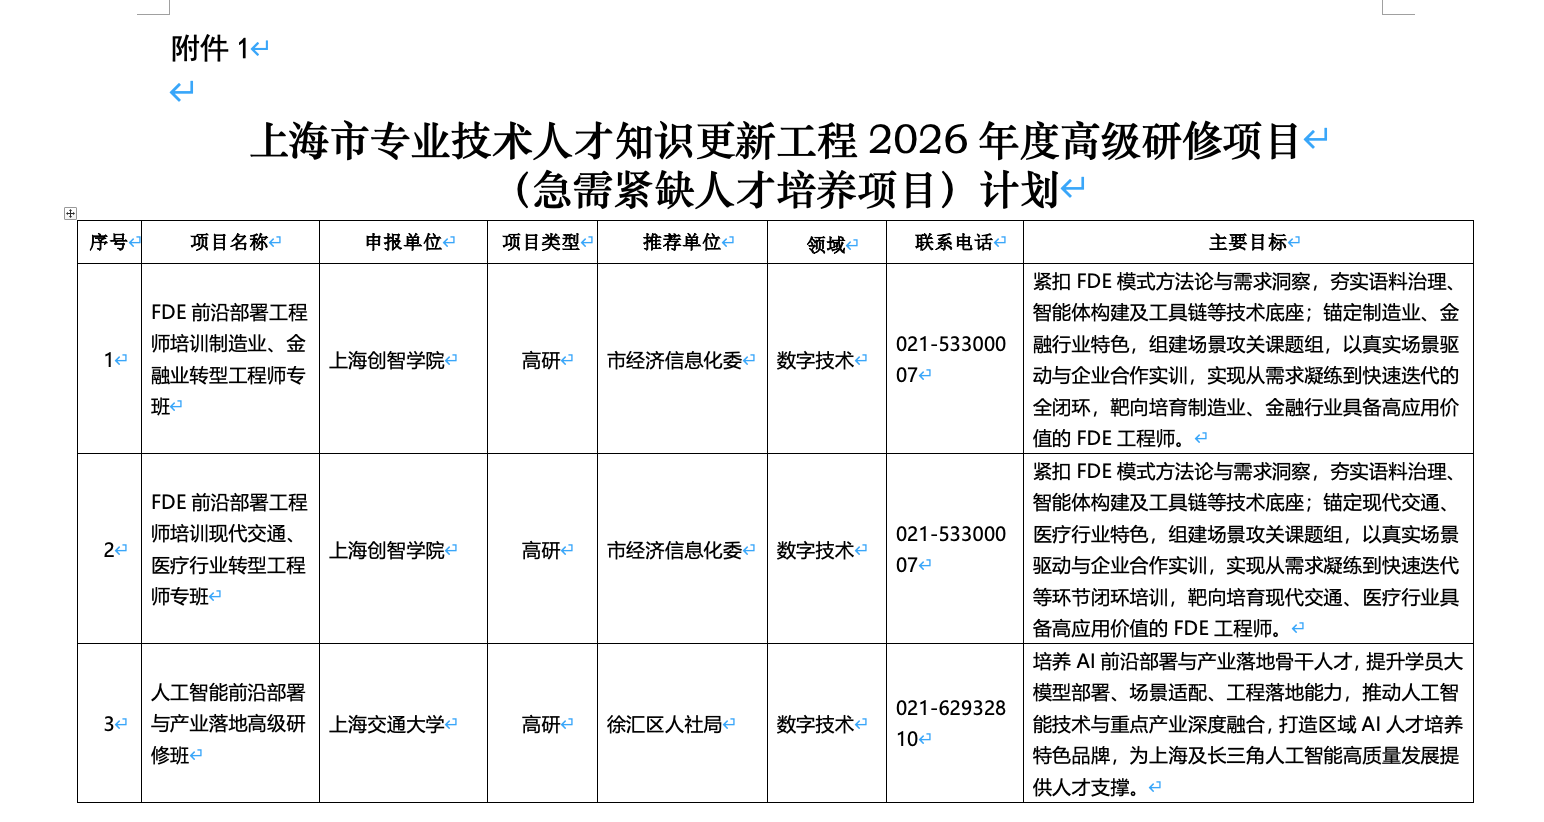 附件 1
上海市专业技术人才知识更新工程 2026 年度高级研修项目
（急需紧缺人才培养项目）计划
序号 项目名称 申报单位 项目类型 推荐单位 领域 联系电话 主要目标
1
FDE 前沿部署工程
师培训制造业、金
融业转型工程师专
班
上海创智学院
高研
市经济信息化委
数字技术
021-533000
07
紧扣 FDE 模式方法论与需求洞察，夯实语料治理、
智能体构建及工具链等技术底座；锚定制造业、金
融行业特色，组建场景攻关课题组，以真实场景驱
动与企业合作实训，实现从需求凝练到快速迭代的
全闭环，靶向培育制造业、金融行业具备高应用价
值的 FDE 工程师。
2
FDE 前沿部署工程
师培训现代交通、
医疗行业转型工程
师专班
上海创智学院
高研
市经济信息化委
数字技术
021-533000
07
紧扣 FDE 模式方法论与需求洞察，夯实语料治理、
智能体构建及工具链等技术底座；锚定现代交通、
医疗行业特色，组建场景攻关课题组，以真实场景
驱动与企业合作实训，实现从需求凝练到快速迭代
等环节闭环培训，靶向培育现代交通、医疗行业具
备高应用价值的 FDE 工程师。
3
人工智能前沿部署
与产业落地高级研
修班
上海交通大学
高研
徐汇区人社局
数字技术
021-629328
10
培养 AI 前沿部署与产业落地骨干人才，提升学员大
模型部署、场景适配、工程落地能力，推动人工智
能技术与重点产业深度融合，打造区域 AI 人才培养
特色品牌，为上海及长三角人工智能高质量发展提
供人才支撑。